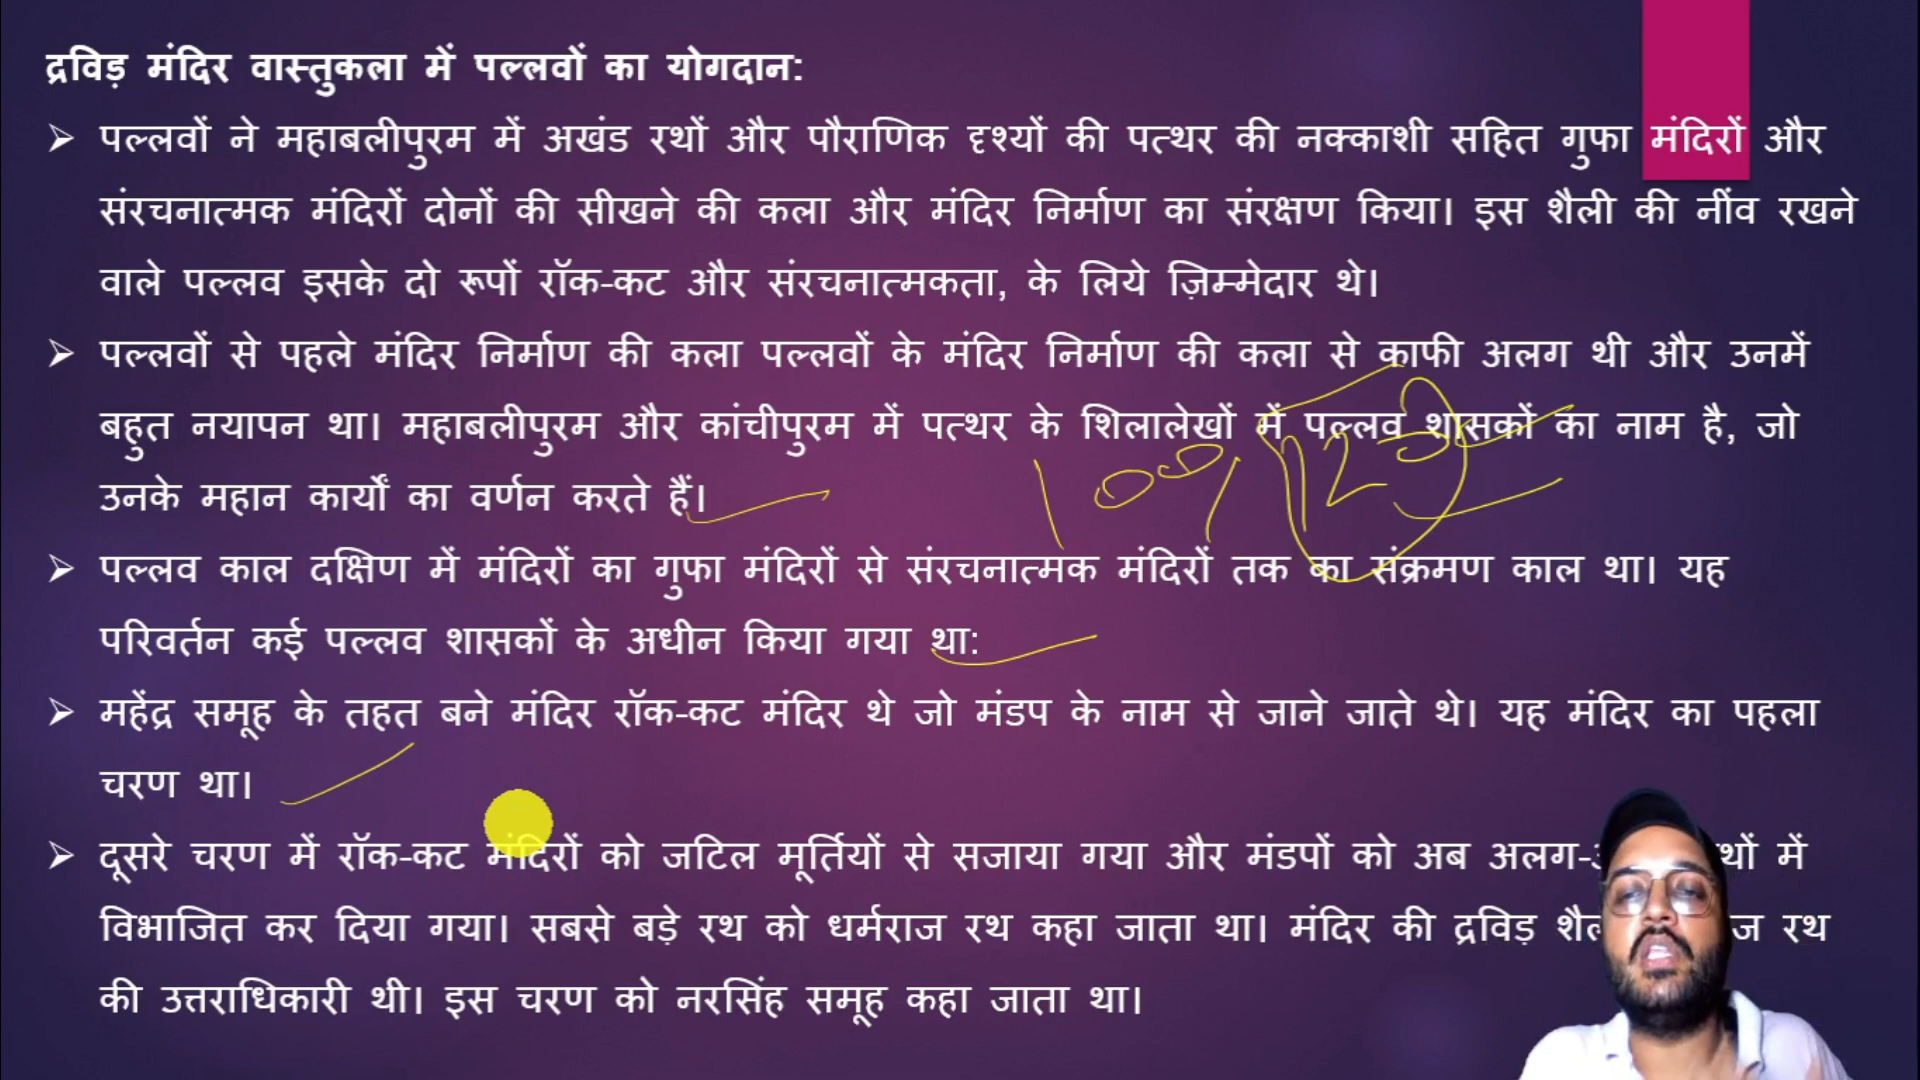 द्रविड़ मंदिर वास्तुकला में पल्लवों का योगदान:
➢ पल्लवों ने महाबलीपुरम में अखंड रथों और पौराणिक दृश्यों की पत्थर की नक्काशी सहित गुफा मंदिरों और
संरचनात्मक मंदिरों दोनों की सीखने की कला और मंदिर निर्माण का संरक्षण किया। इस शैली की नींव रखने
वाले पल्लव इसके दो रूपों रॉक-कट और संरचनात्मकता, के लिये ज़िम्मेदार थे।
➢ पल्लवों से पहले मंदिर निर्माण की कला पल्लवों के मंदिर निर्माण की कला से काफी अलग थी और उनमें
बहुत नयापन था। महाबलीपुरम और कांचीपुरम में पत्थर के शिलालेखों में पल्लव शासकों का नाम है, जो
उनके महान कार्यों का वर्णन करते हैं।
➢ पल्लव काल दक्षिण में मंदिरों का गुफा मंदिरों से संरचनात्मक मंदिरों तक का संक्रमण काल था। यह
परिवर्तन कई पल्लव शासकों के अधीन किया गया था:
➢ महेंद्र समूह के तहत बने मंदिर रॉक-कट मंदिर थे जो मंडप के नाम से जाने जाते थे। यह मंदिर का पहला
चरण था।
➢ दूसरे चरण में रॉक-कट मंदिरों को जटिल मूर्तियों से सजाया गया और मंडपों को अब में
विभाजित कर दिया गया। सबसे बड़े रथ को धर्मराज रथ कहा जाता था। मंदिर की द्रविड़ रथ
की उत्तराधिकारी थी। इस चरण को नरसिंह समूह कहा जाता था।